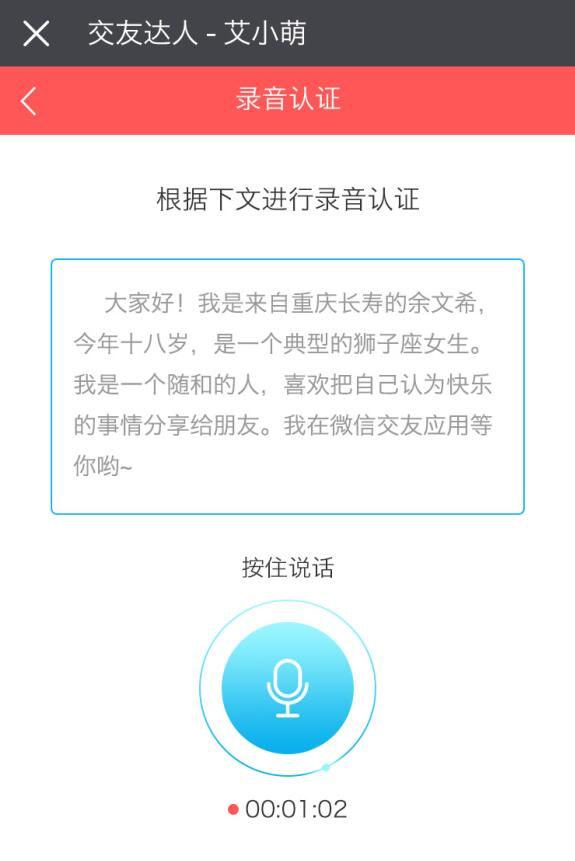 交友达人 - 艾小萌
录音认证
根据下文进行录音认证
大家好！我是来自重庆长寿的余文希，
今年十八岁，是一个典型的狮子座女生。
我是一个随和的人，喜欢把自己认为快乐
的事情分享给朋友。我在微信交友应用等
你哟~
按住说话
00:01:02